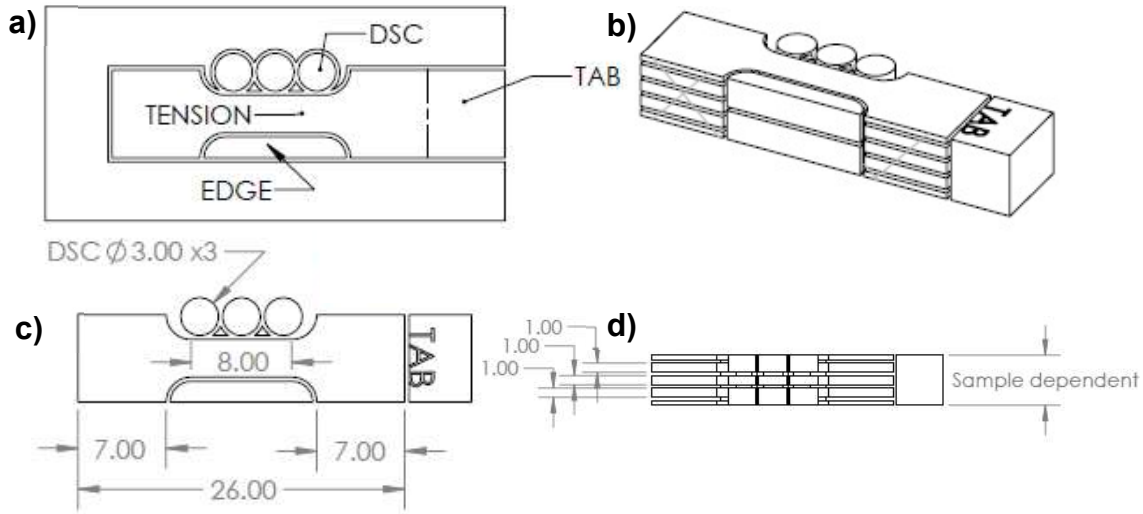 a)
DSC
TAB
TENSION
EDGE
b)
TAB
c)
DSC Ø 3.00 x3
8.00
TAB
7.00
7.00
26.00
d)
1.00
1.00
1.00
Sample dependent